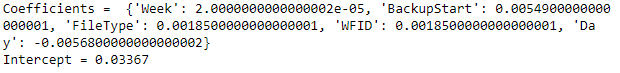 Coefficients =  {'Week': 2.0000000000000002e-05, 'BackupStart': 0.0054900000000
000001, 'FileType': 0.0018500000000000001, 'WFID': 0.0018500000000000001, 'Da
y': -0.0056800000000000002}
Intercept = 0.03367